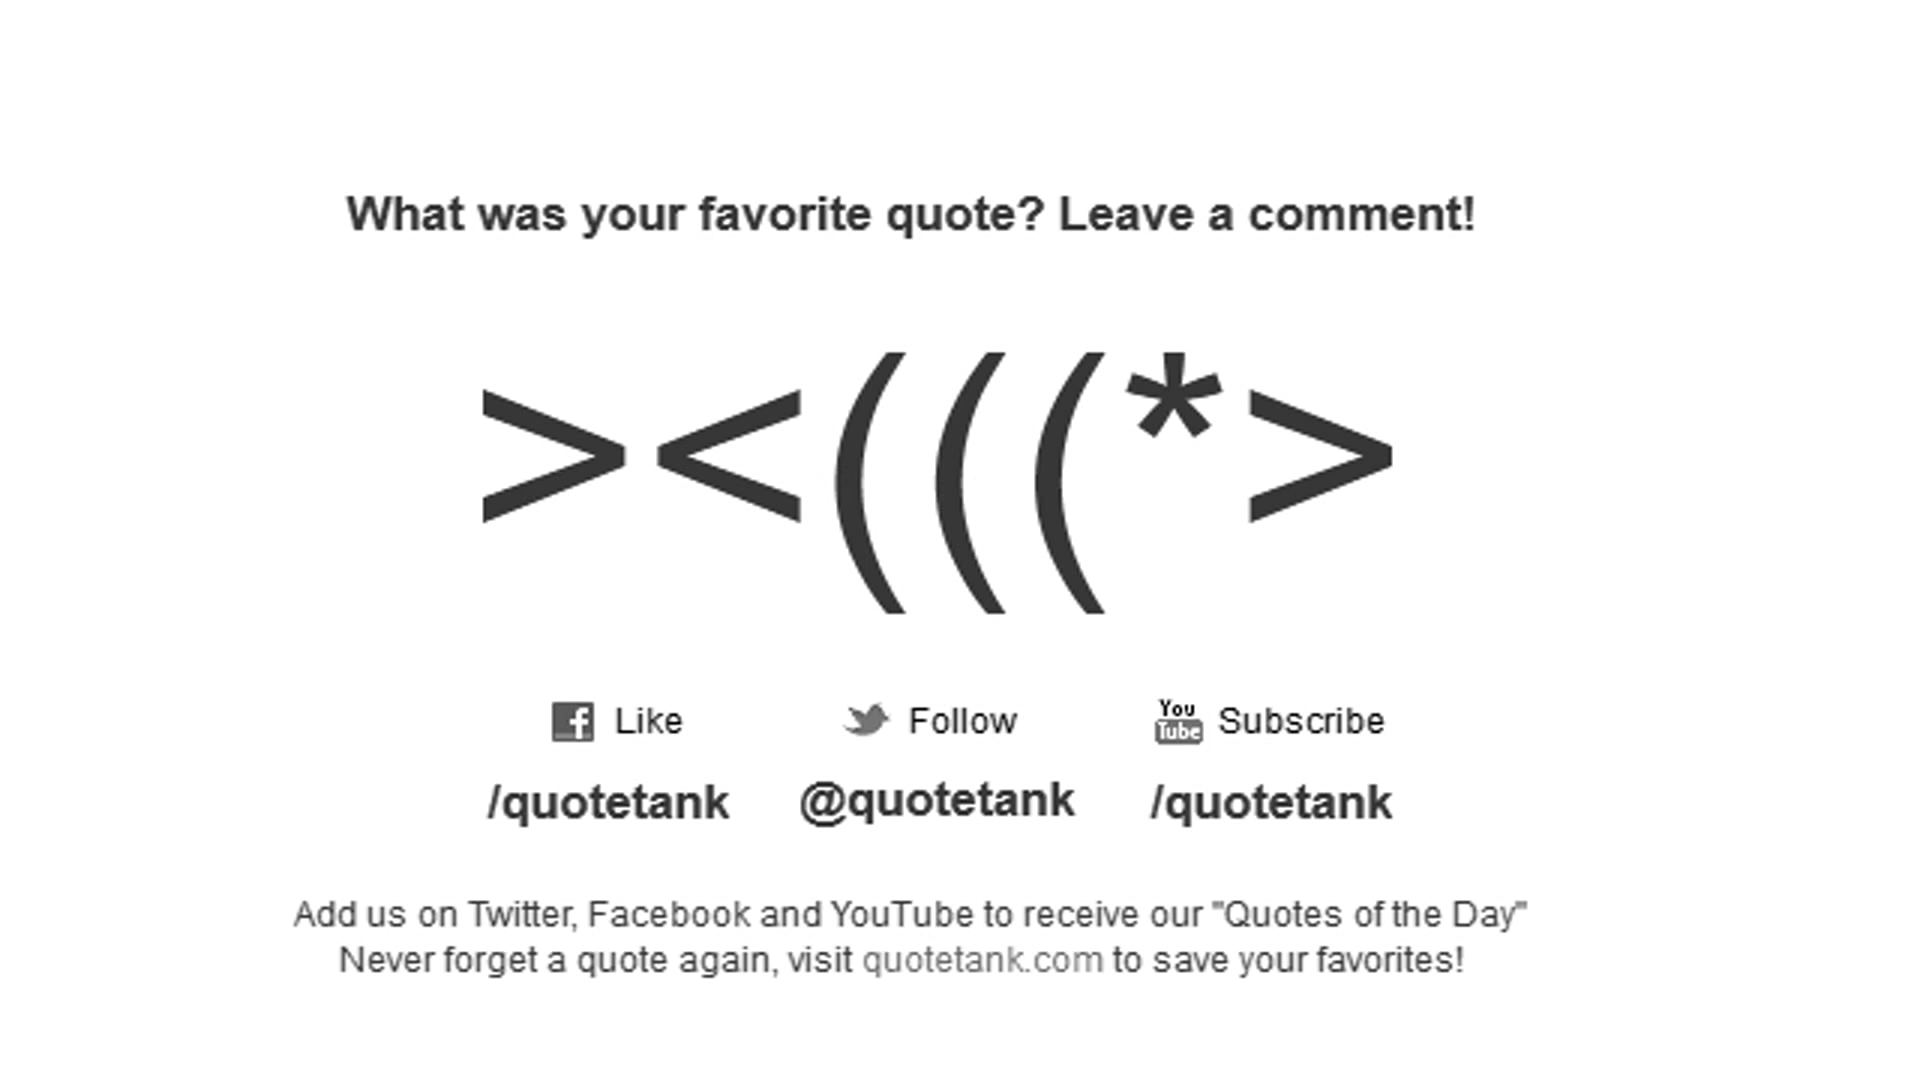 What was your favorite quote? Leave a comment!
><(((*>
f Like Follow You Tube Subscribe
/quotetank @quotetank /quotetank
Add us on Twitter, Facebook and YouTube to receive our "Quotes of the Day"
Never forget a quote again, visit quotetank.com to save your favorites!